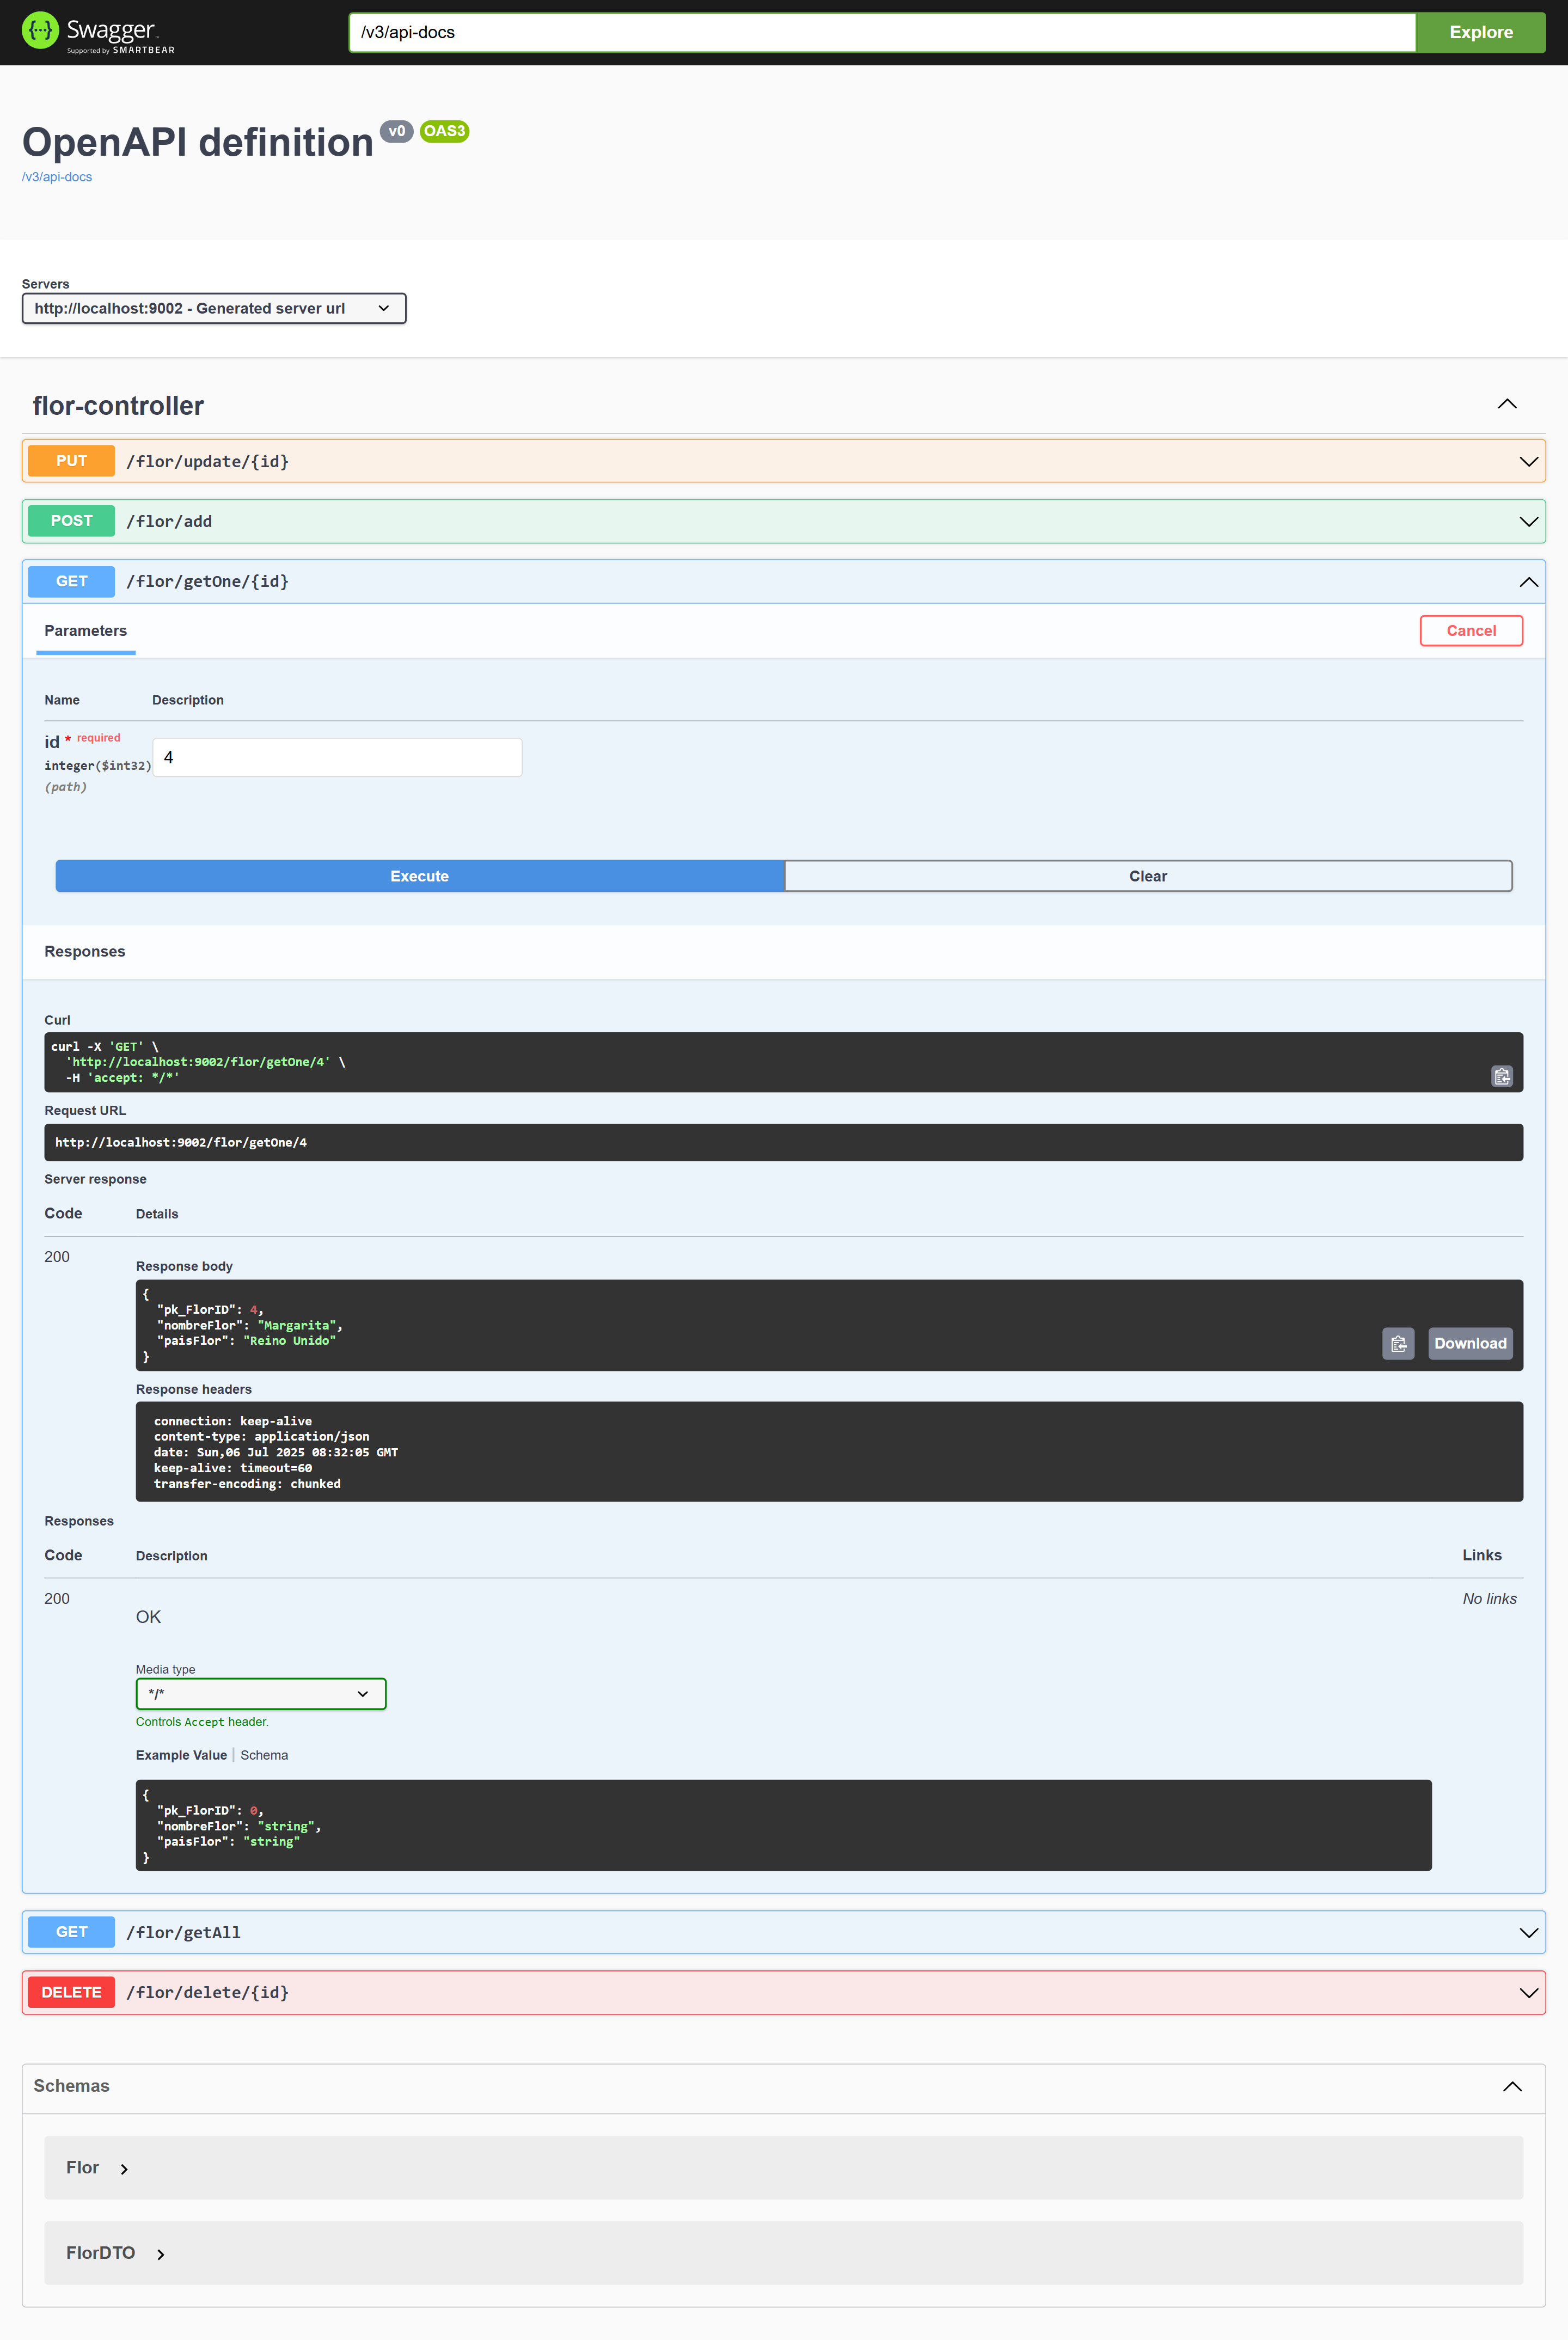 Swagger
Supported by SMARTBEAR
/v3/api-docs
Explore
OpenAPI definition v0 OAS3
/v3/api-docs
Servers
http://localhost:9002 - Generated server url
flor-controller
PUT /flor/update/{id}
POST /flor/add
GET /flor/getOne/{id}
Parameters
Cancel
Name Description
id * required
integer($int32)
(path)
4
Execute
Clear
Responses
Curl
curl -X 'GET' \
  'http://localhost:9002/flor/getOne/4' \
  -H 'accept: */*'
Request URL
http://localhost:9002/flor/getOne/4
Server response
Code Details
200
Response body
{
  "pk_FlorID": 4,
  "nombreFlor": "Margarita",
  "paisFlor": "Reino Unido"
}
Download
Response headers
connection: keep-alive
content-type: application/json
date: Sun,06 Jul 2025 08:32:05 GMT
keep-alive: timeout=60
transfer-encoding: chunked
Responses
Code Description Links
200
OK
No links
Media type
*/*
Controls Accept header.
Example Value Schema
{
  "pk_FlorID": 0,
  "nombreFlor": "string",
  "paisFlor": "string"
}
GET /flor/getAll
DELETE /flor/delete/{id}
Schemas
Flor
FlorDTO